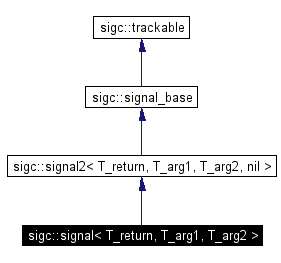 sigc::trackable
sigc::signal_base
sigc::signal2< T_return, T_arg1, T_arg2, nil >
sigc::signal< T_return, T_arg1, T_arg2 >